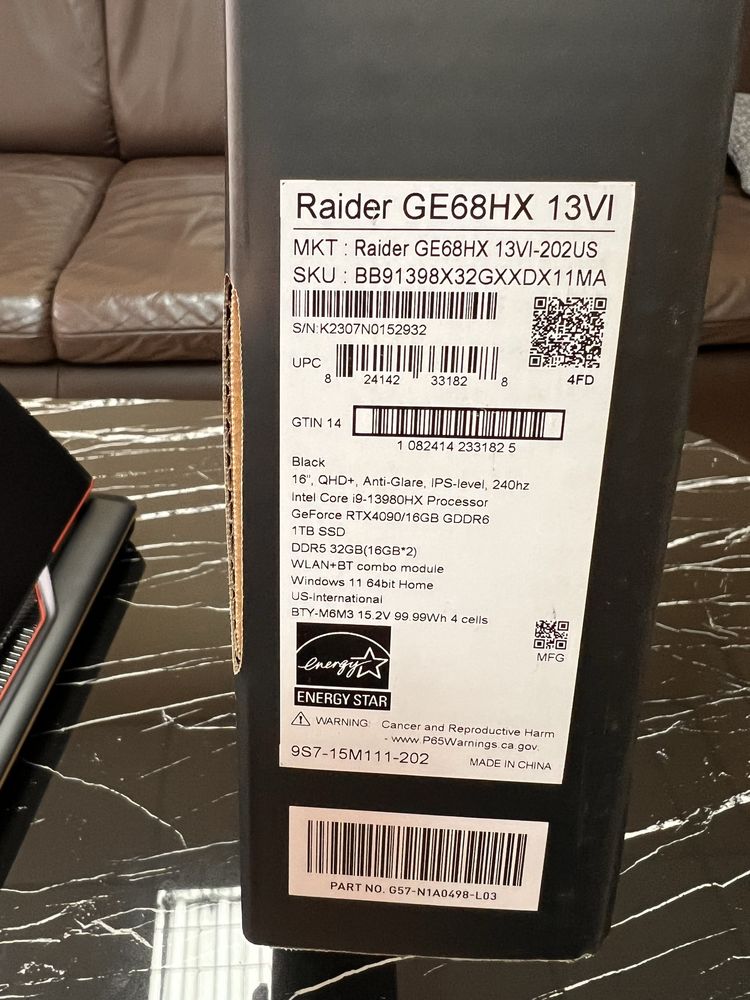 Raider GE68HX 13VI
MKT : Raider GE68HX 13VI-202US
SKU : BB91398X32GXXDX11MA
S/N:K2307N0152932
UPC
8 24142 33182 8
4FD
GTIN 14
1 082414 233182 5
Black
16", QHD+, Anti-Glare, IPS-level, 240hz
Intel Core i9-13980HX Processor
GeForce RTX4090/16GB GDDR6
1TB SSD
DDR5 32GB(16GB*2)
WLAN+BT combo module
Windows 11 64bit Home
US-International
BTY-M6M3 15.2V 99.99Wh 4 cells
MFG
energy
ENERGY STAR
WARNING: Cancer and Reproductive Harm
- www.P65Warnings.ca.gov.
9S7-15M111-202
MADE IN CHINA
PART NO. G57-N1A0498-L03